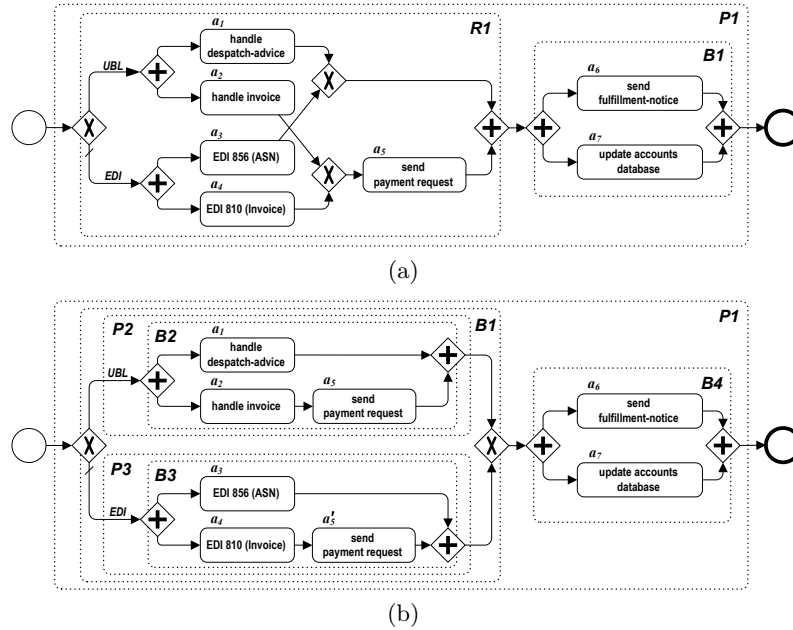 P1
R1
B1
a1
handle
despatch-advice
UBL
a2
handle invoice
a3
EDI 856 (ASN)
EDI
a4
EDI 810 (Invoice)
a5
send
payment request
a6
send
fulfillment-notice
a7
update accounts
database
(a)
P1
B1
P2
B2
a1
handle
despatch-advice
UBL
a2
handle invoice
a5
send
payment request
P3
B3
a3
EDI 856 (ASN)
EDI
a4
EDI 810 (Invoice)
a5'
send
payment request
B4
a6
send
fulfillment-notice
a7
update accounts
database
(b)